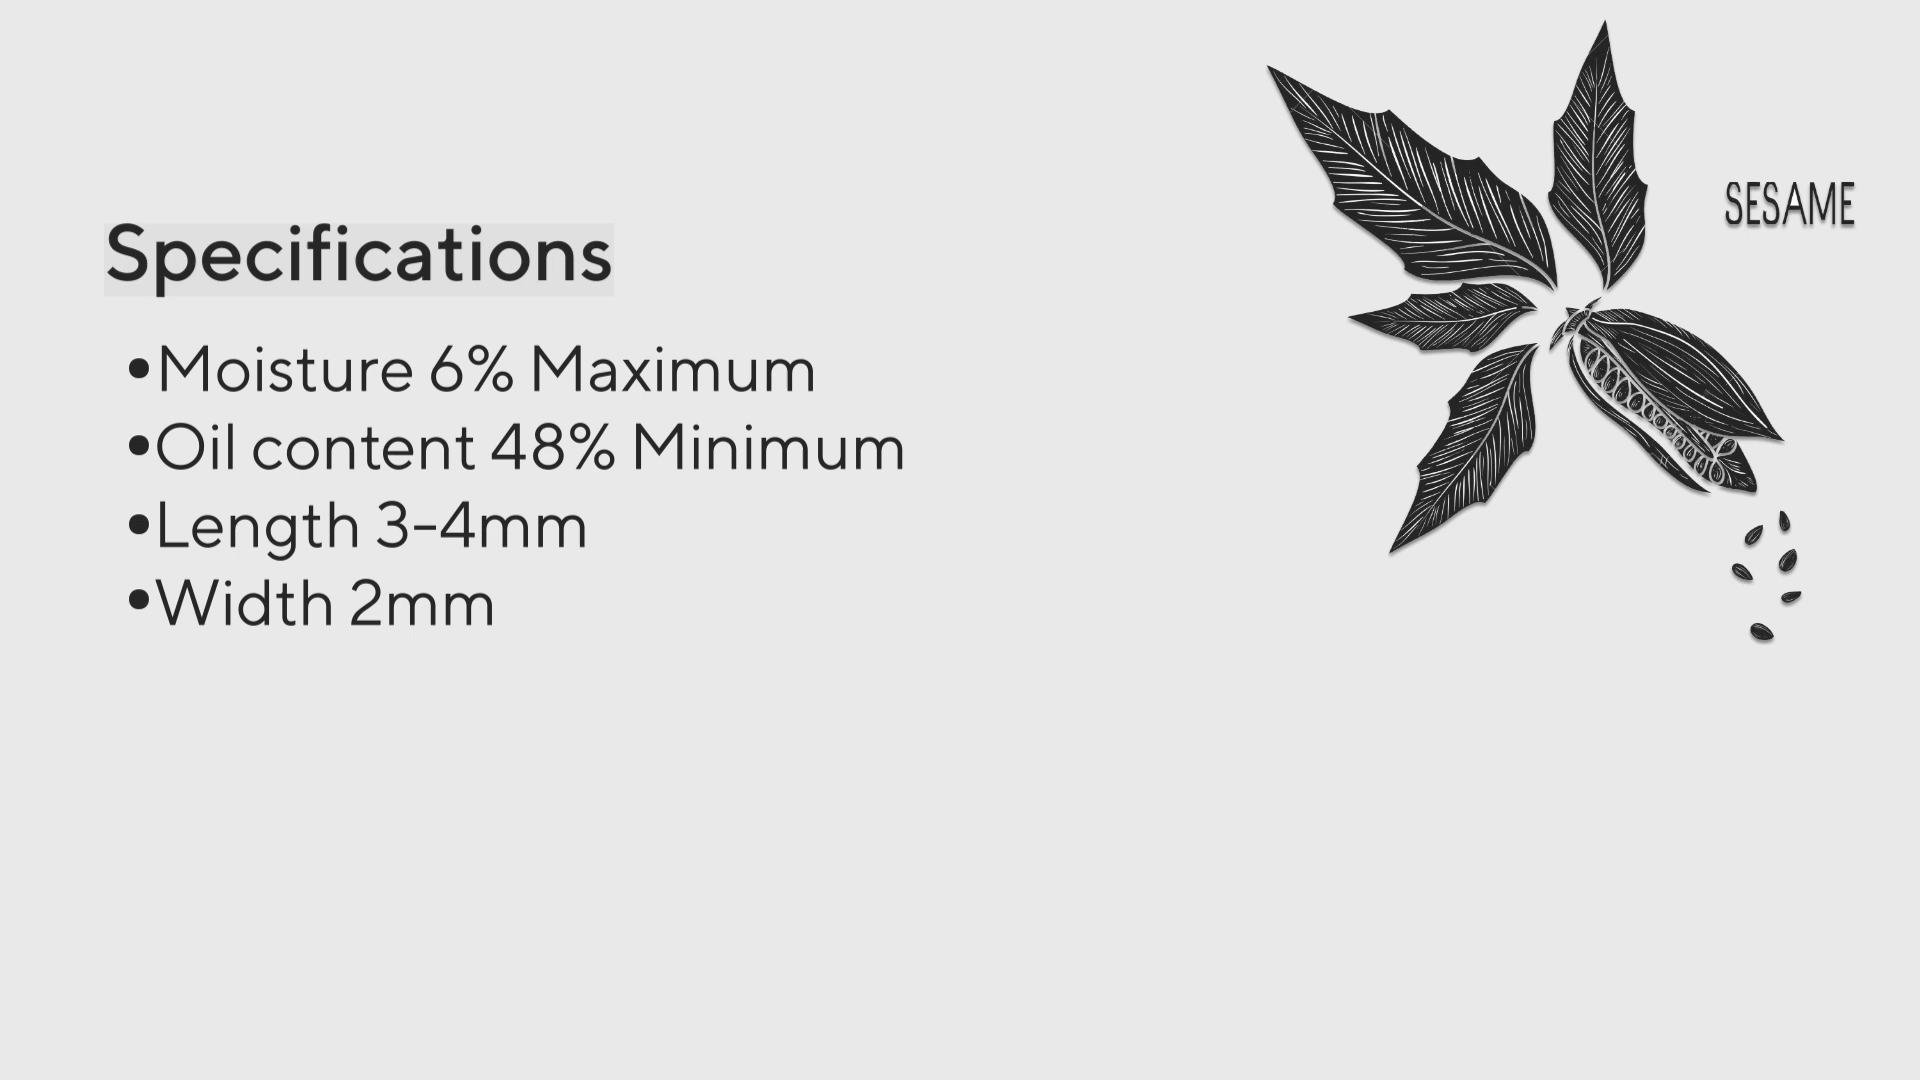 SESAME
Specifications
•Moisture 6% Maximum
•Oil content 48% Minimum
•Length 3-4mm
•Width 2mm